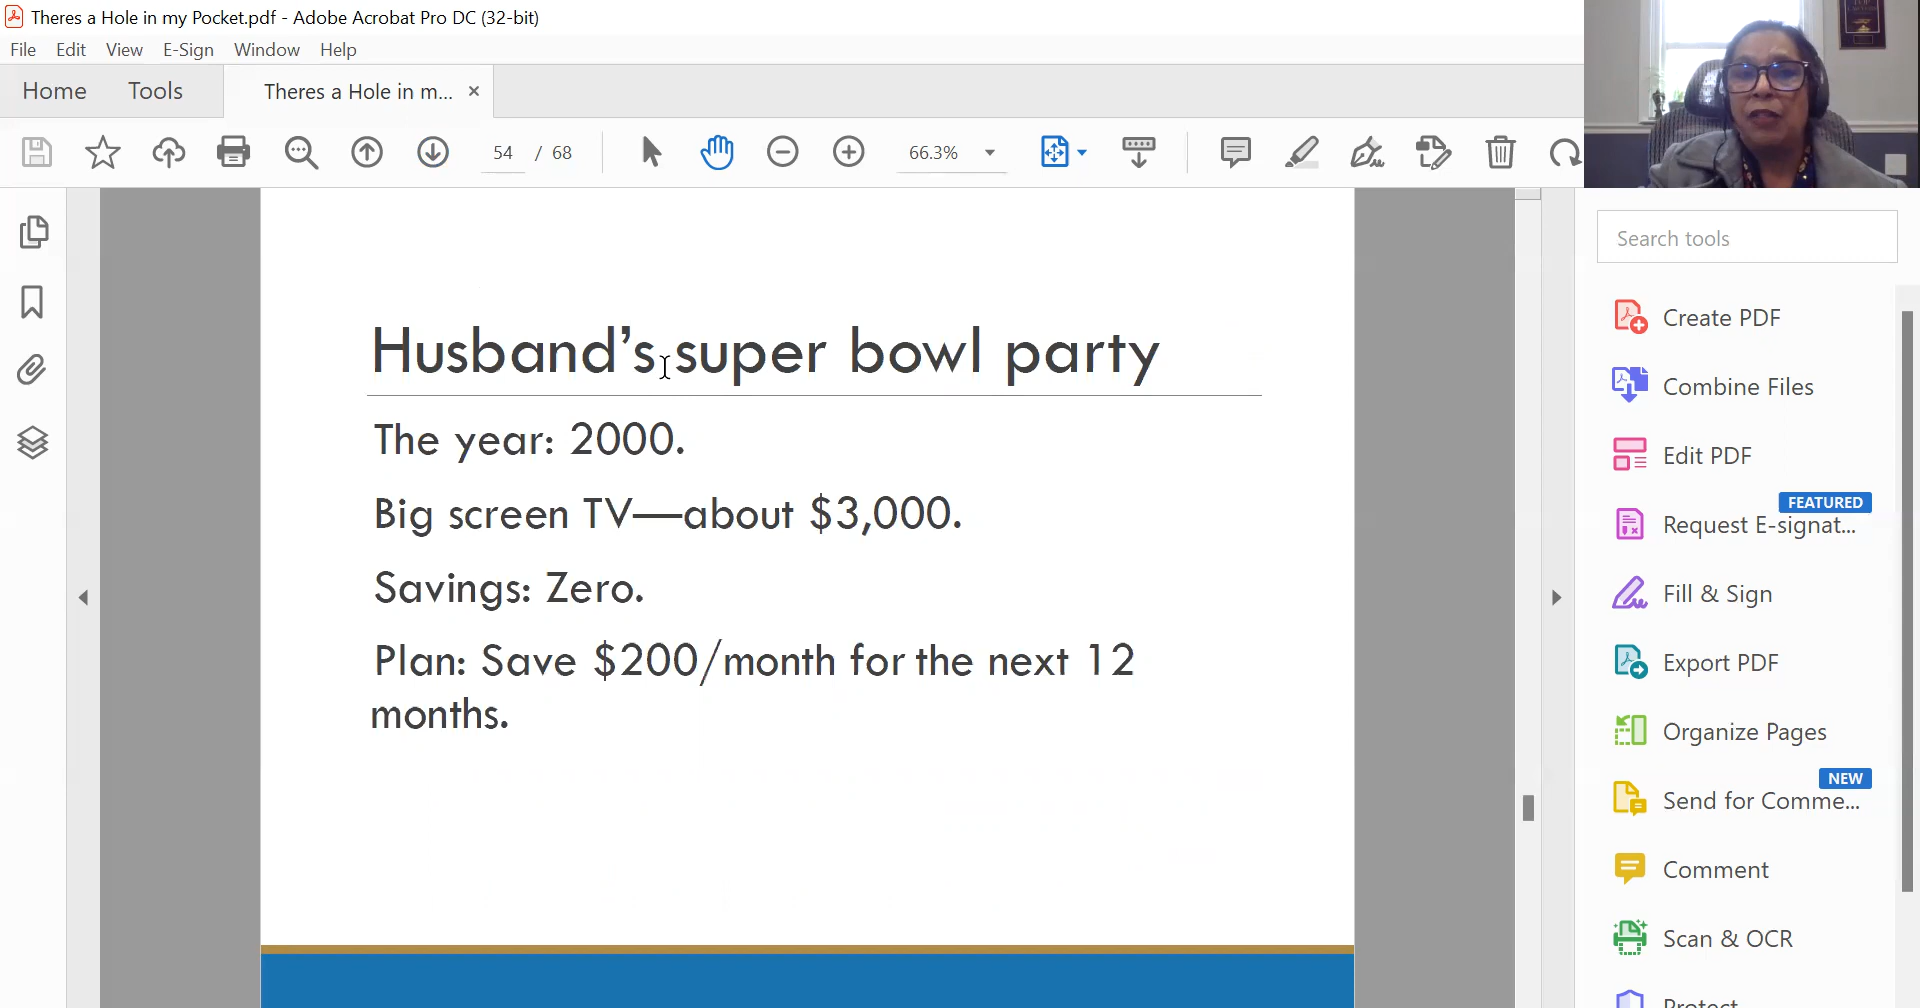 Theres a Hole in my Pocket.pdf - Adobe Acrobat Pro DC (32-bit)
File Edit View E-Sign Window Help
Home Tools Theres a Hole in m... ×
54 / 68 66.3%
Search tools
Husband's super bowl party
The year: 2000.
Big screen TV—about $3,000.
Savings: Zero.
Plan: Save $200/month for the next 12
months.
Create PDF
Combine Files
Edit PDF
FEATURED
Request E-signat...
Fill & Sign
Export PDF
Organize Pages
NEW
Send for Comme...
Comment
Scan & OCR
Protect
TOP